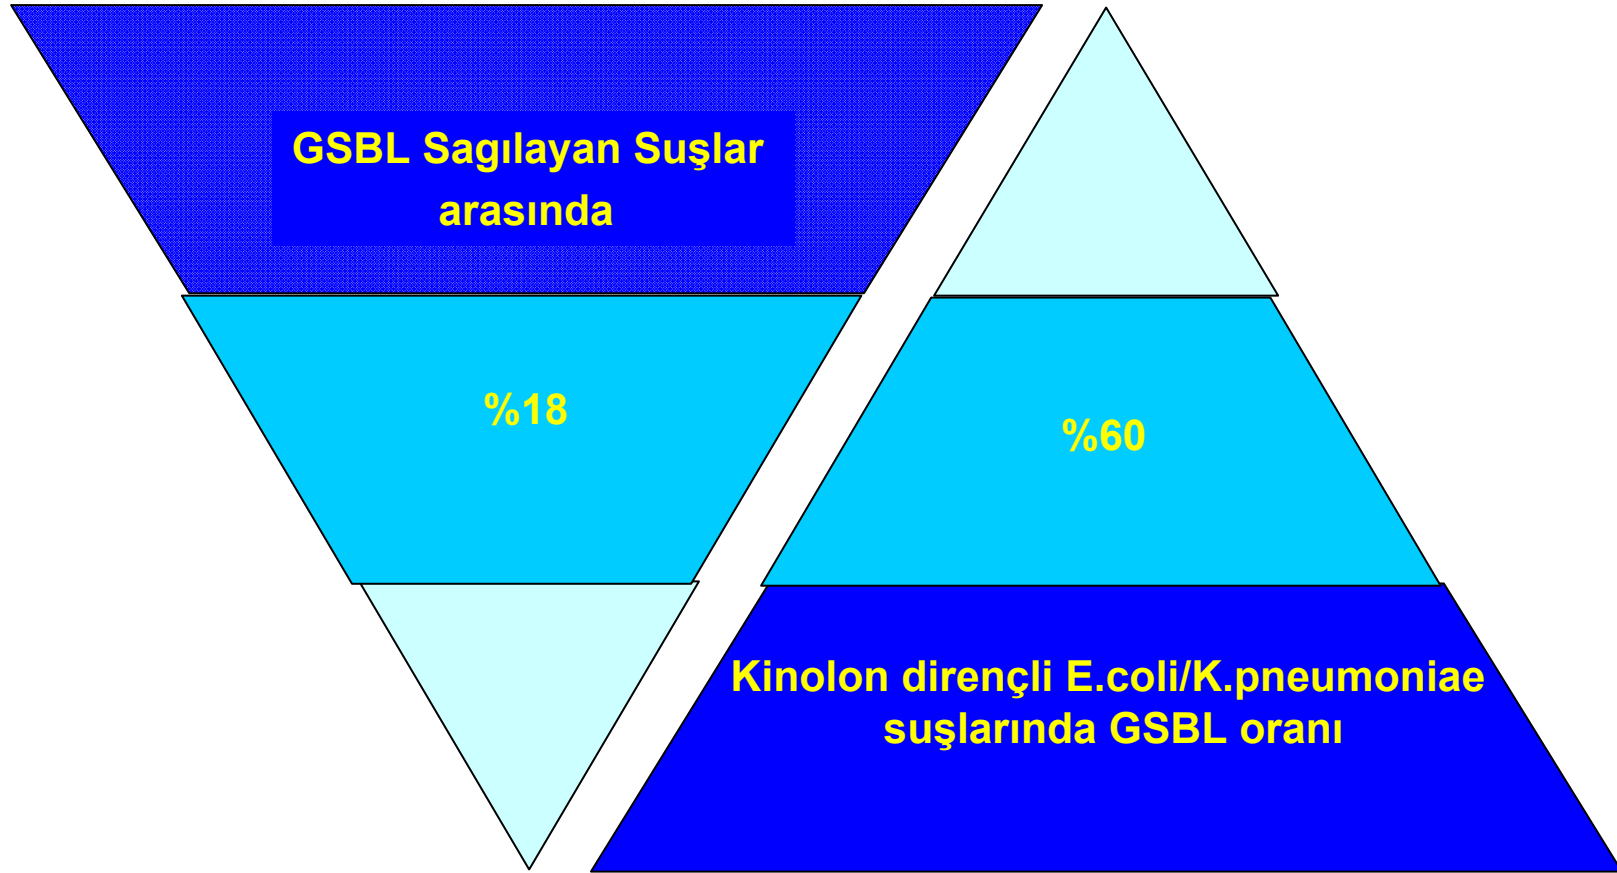 GSBL Sagılayan Suşlar
arasında
%18
%60
Kinolon dirençli E.coli/K.pneumoniae
suşlarında GSBL oranı